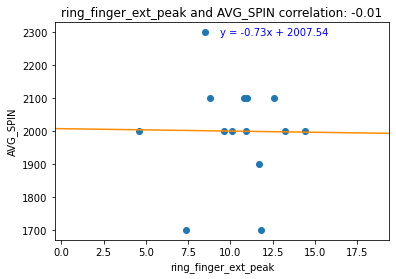 ring_finger_ext_peak and AVG_SPIN correlation: -0.01
y = -0.73x + 2007.54
2300
2200
2100
2000
1900
1800
1700
AVG_SPIN
0.0 2.5 5.0 7.5 10.0 12.5 15.0 17.5
ring_finger_ext_peak